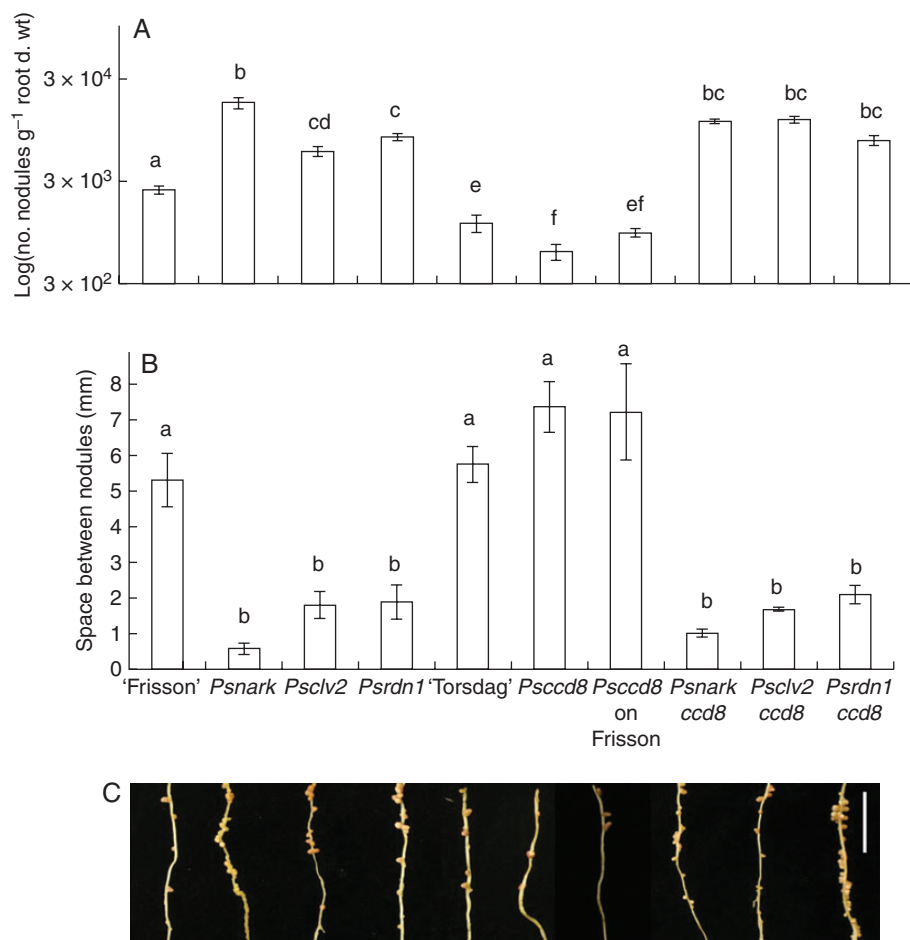 A
Log(no. nodules g⁻¹ root d. wt)
3 × 10⁴
3 × 10³
3 × 10²
a
b
cd
c
e
f
ef
bc
bc
bc
B
Space between nodules (mm)
8
7
6
5
4
3
2
1
0
a
b
b
b
a
a
a
b
b
b
‘Frisson’ Psnark Psclv2 Psrdn1 ‘Torsdag’ Psccd8 Psccd8 Psnark Psclv2 Psrdn1
on ccd8 ccd8 ccd8
Frisson
C